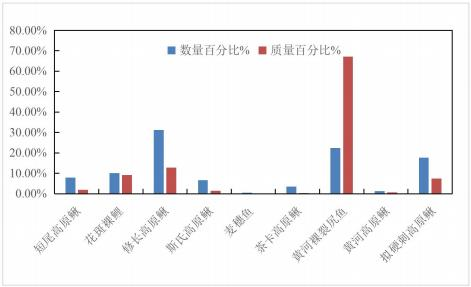 80.00%
70.00%
60.00%
50.00%
40.00%
30.00%
20.00%
10.00%
0.00%
数量百分比% 质量百分比%
短尾高原鳅
花斑裸鲤
修长高原鳅
斯氏高原鳅
麦穗鱼
茶卡高原鳅
黄河裸裂尻鱼
黄河高原鳅
拟硬刺高原鳅